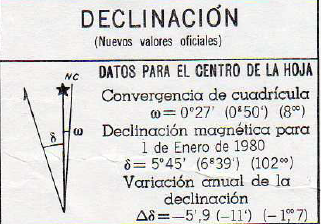 DECLINACIÓN
(Nuevos valores oficiales)
NC
DATOS PARA EL CENTRO DE LA HOJA
Convergencia de cuadrícula
ω = 0°27' (0ᵍ50') (8ºº)
Declinación magnética para
1 de Enero de 1980
δ = 5°45' (6ᵍ39') (102ºº)
Variación anual de la
declinación
Δδ = −5',9 (−11') (−1ºº,7)
δ
ω